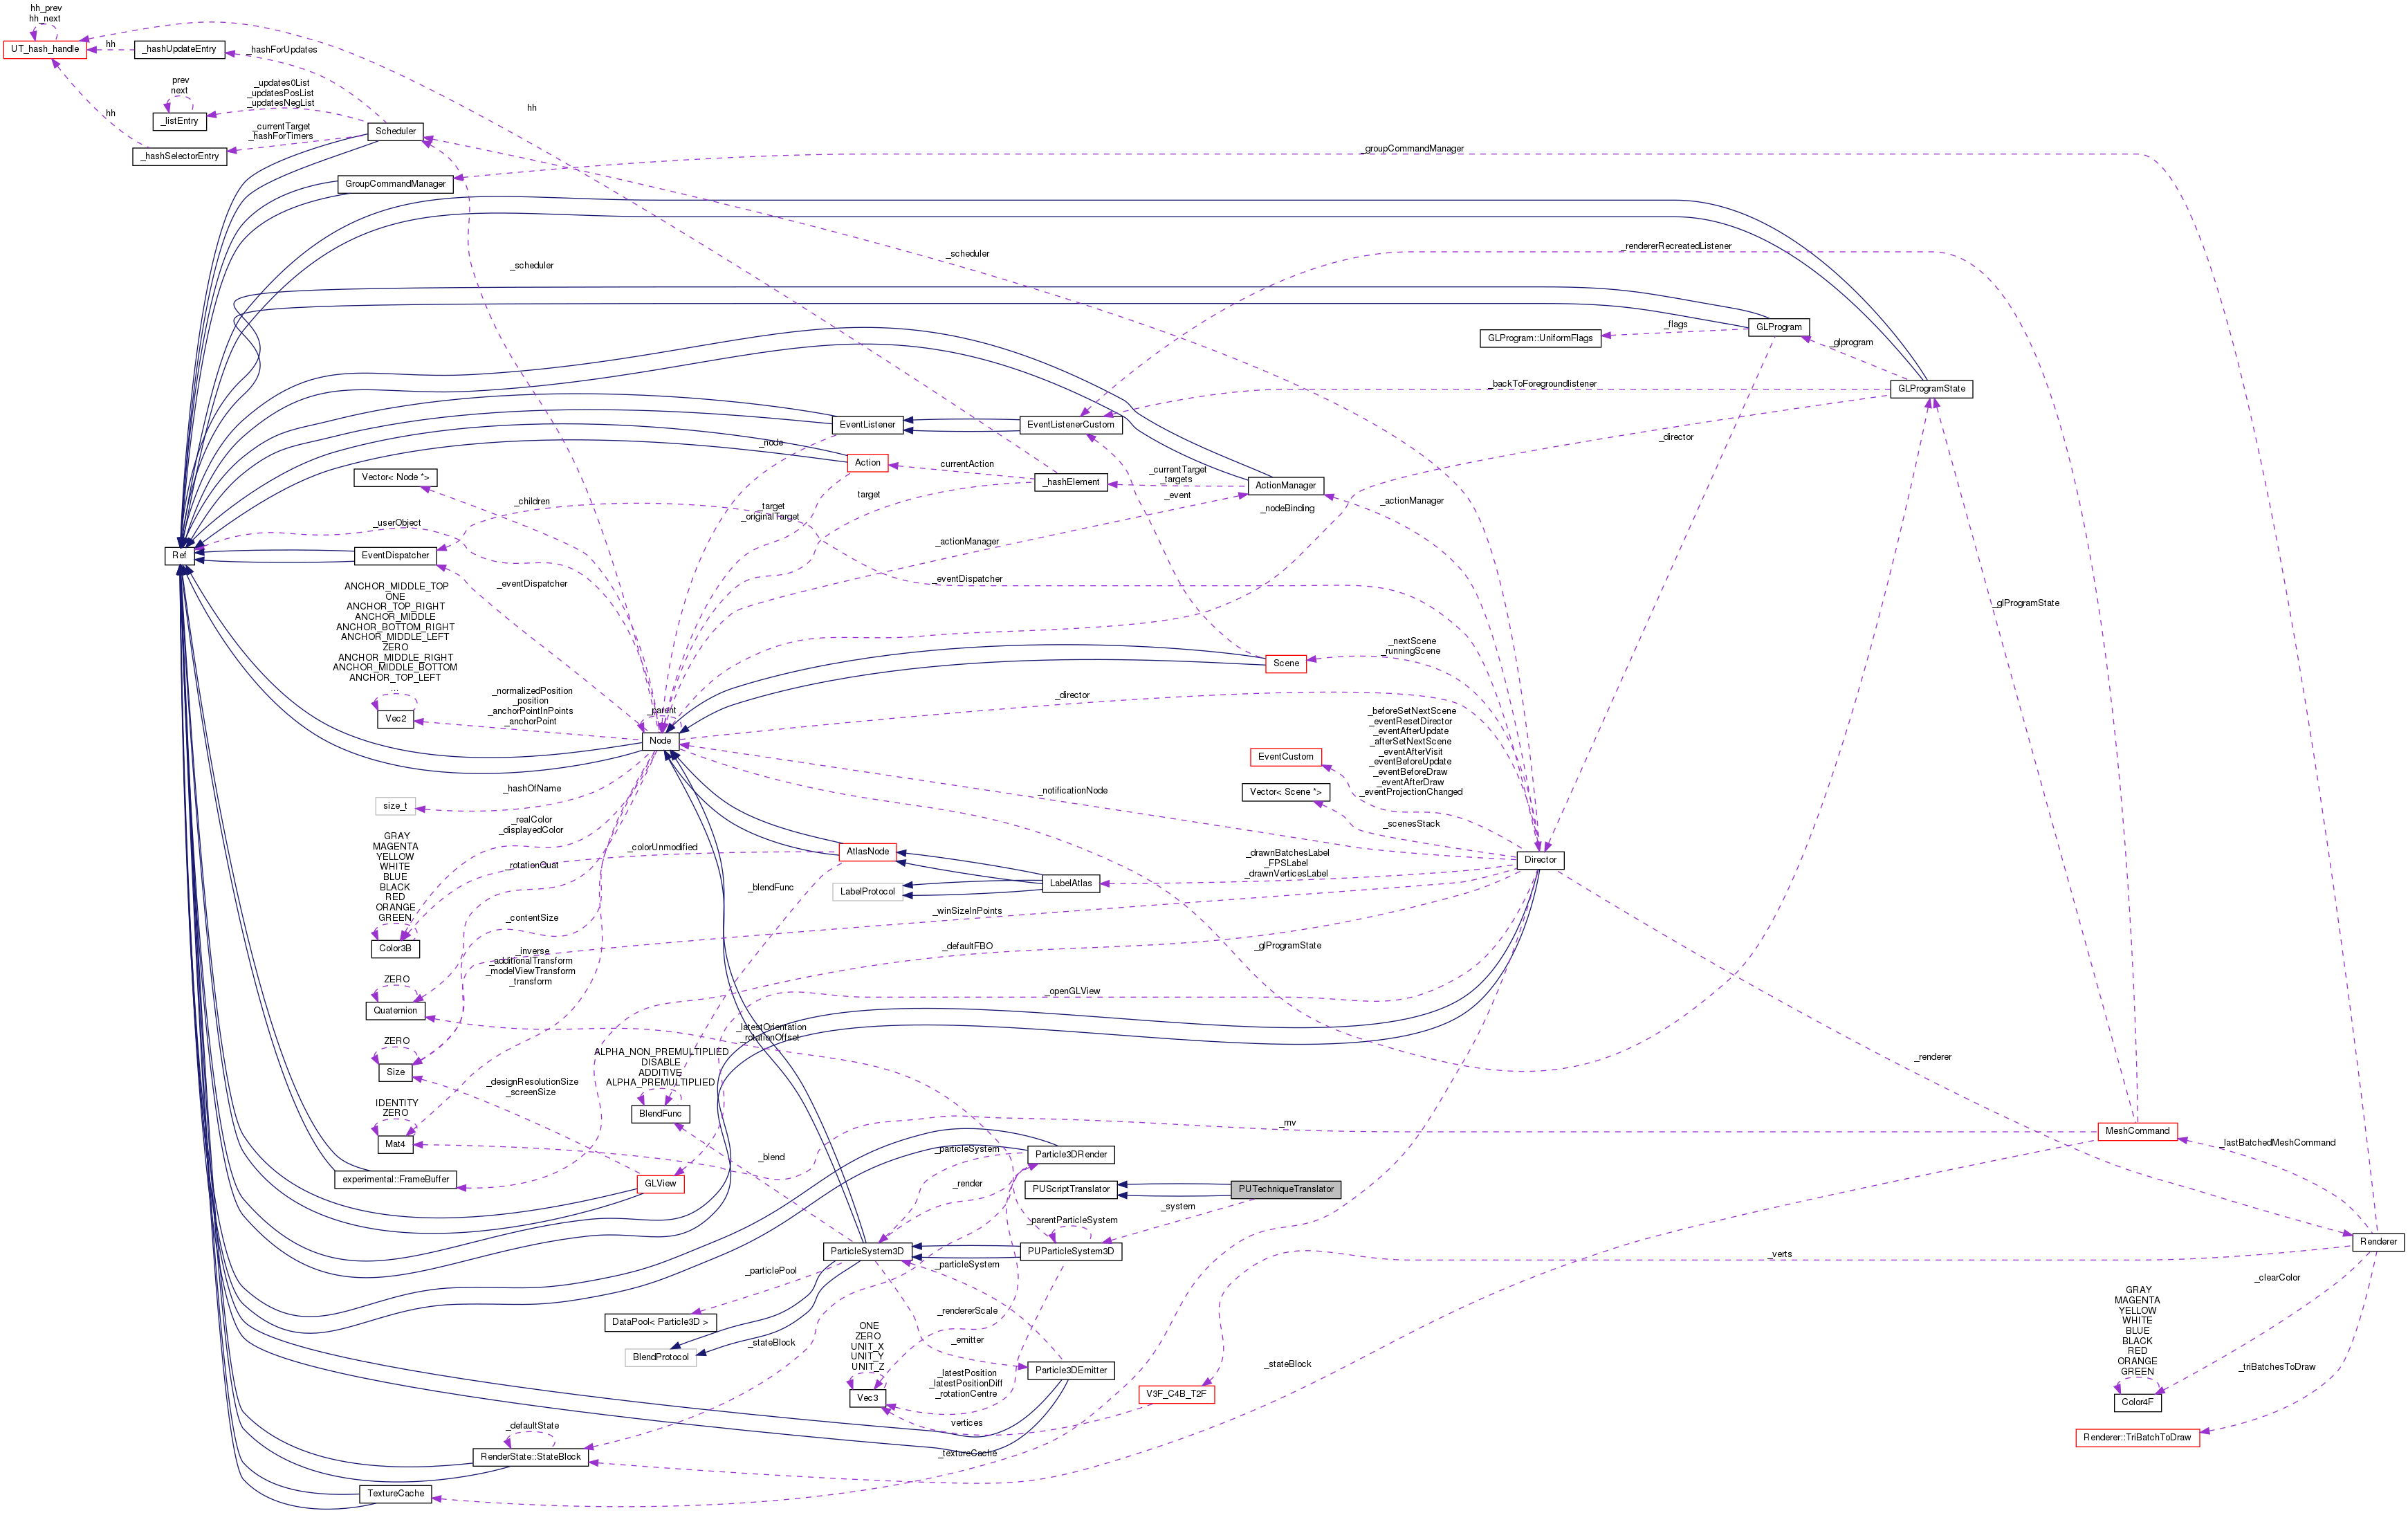 hh_prev
hh_next
UT_hash_handle
hh
_hashUpdateEntry
_hashForUpdates
prev
next
_updates0List
_updatesPosList
_updatesNegList
_listEntry
hh
_currentTarget
_hashForTimers
_hashSelectorEntry
Scheduler
hh
GroupCommandManager
_groupCommandManager
_scheduler
_scheduler
_rendererRecreatedListener
GLProgram
_flags
GLProgram::UniformFlags
_glprogram
GLProgramState
_backToForegroundlistener
EventListener
EventListenerCustom
_node
_director
Action
currentAction
_hashElement
_currentTarget
_targets
_event
ActionManager
Vector< Node *>
_children
target
_target
_originalTarget
_nodeBinding
_actionManager
_userObject
Ref
EventDispatcher
_actionManager
_eventDispatcher
_eventDispatcher
_glProgramState
ANCHOR_MIDDLE_TOP
ONE
ANCHOR_TOP_RIGHT
ANCHOR_MIDDLE
ANCHOR_BOTTOM_RIGHT
ANCHOR_MIDDLE_LEFT
ZERO
ANCHOR_MIDDLE_RIGHT
ANCHOR_MIDDLE_BOTTOM
ANCHOR_TOP_LEFT
...
Vec2
_normalizedPosition
_position
_anchorPointInPoints
_anchorPoint
_parent
Node
_director
Scene
_nextScene
_runningScene
_beforeSetNextScene
_eventResetDirector
_eventAfterUpdate
_afterSetNextScene
_eventAfterVisit
_eventBeforeUpdate
_eventBeforeDraw
_eventAfterDraw
_eventProjectionChanged
EventCustom
Vector< Scene *>
_scenesStack
_notificationNode
size_t
_hashOfName
_realColor
_displayedColor
GRAY
MAGENTA
YELLOW
WHITE
BLUE
BLACK
RED
ORANGE
GREEN
Color3B
_colorUnmodified
_rotationQuat
AtlasNode
_blendFunc
LabelProtocol
LabelAtlas
_drawnBatchesLabel
_FPSLabel
_drawnVerticesLabel
Director
_contentSize
_winSizeInPoints
_defaultFBO
_glProgramState
_inverse
_additionalTransform
_modelViewTransform
_transform
ZERO
Quaternion
_openGLView
_latestOrientation
_rotationOffset
ZERO
Size
_designResolutionSize
_screenSize
ALPHA_NON_PREMULTIPLIED
DISABLE
ADDITIVE
ALPHA_PREMULTIPLIED
BlendFunc
_renderer
IDENTITY
ZERO
Mat4
_mv
MeshCommand
_lastBatchedMeshCommand
experimental::FrameBuffer
GLView
_blend
_particleSystem
Particle3DRender
_render
PUScriptTranslator
PUTechniqueTranslator
_system
_parentParticleSystem
ParticleSystem3D
PUParticleSystem3D
Renderer
_verts
_particlePool
_particleSystem
_clearColor
DataPool< Particle3D >
_rendererScale
GRAY
MAGENTA
YELLOW
WHITE
BLUE
BLACK
RED
ORANGE
GREEN
Color4F
_stateBlock
ONE
ZERO
UNIT_X
UNIT_Y
UNIT_Z
Vec3
_emitter
BlendProtocol
Particle3DEmitter
_stateBlock
_triBatchesToDraw
_latestPosition
_latestPositionDiff
_rotationCentre
V3F_C4B_T2F
vertices
_defaultState
RenderState::StateBlock
_textureCache
Renderer::TriBatchToDraw
TextureCache